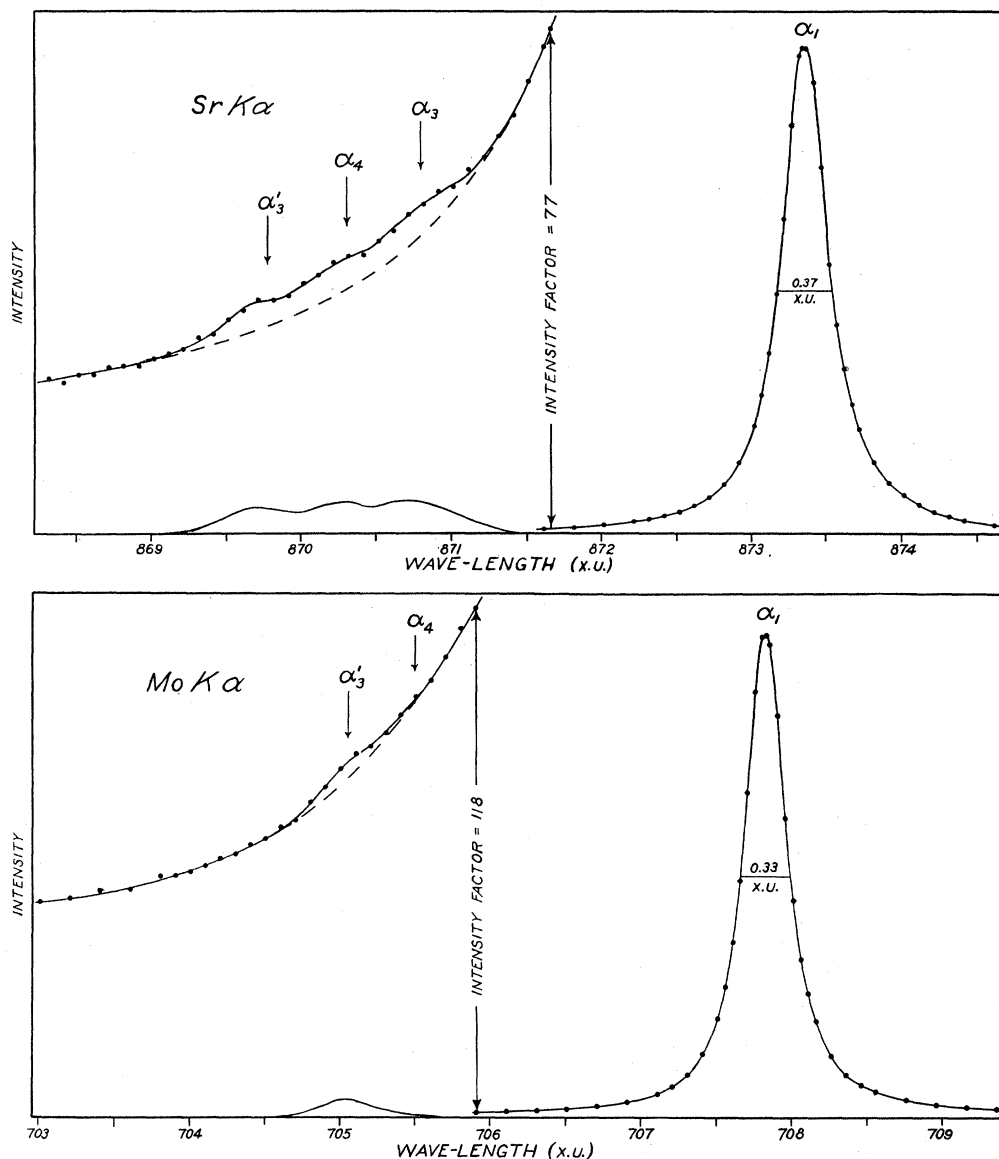 Sr Kα
α₁
α₃
α₄
α₃′
INTENSITY
INTENSITY FACTOR = 77
0.37
X.U.
869 870 871 872 873 874
WAVE-LENGTH (X.U.)
Mo Kα
α₁
α₄
α₃′
INTENSITY
INTENSITY FACTOR = 118
0.33
X.U.
703 704 705 706 707 708 709
WAVE-LENGTH (X.U.)